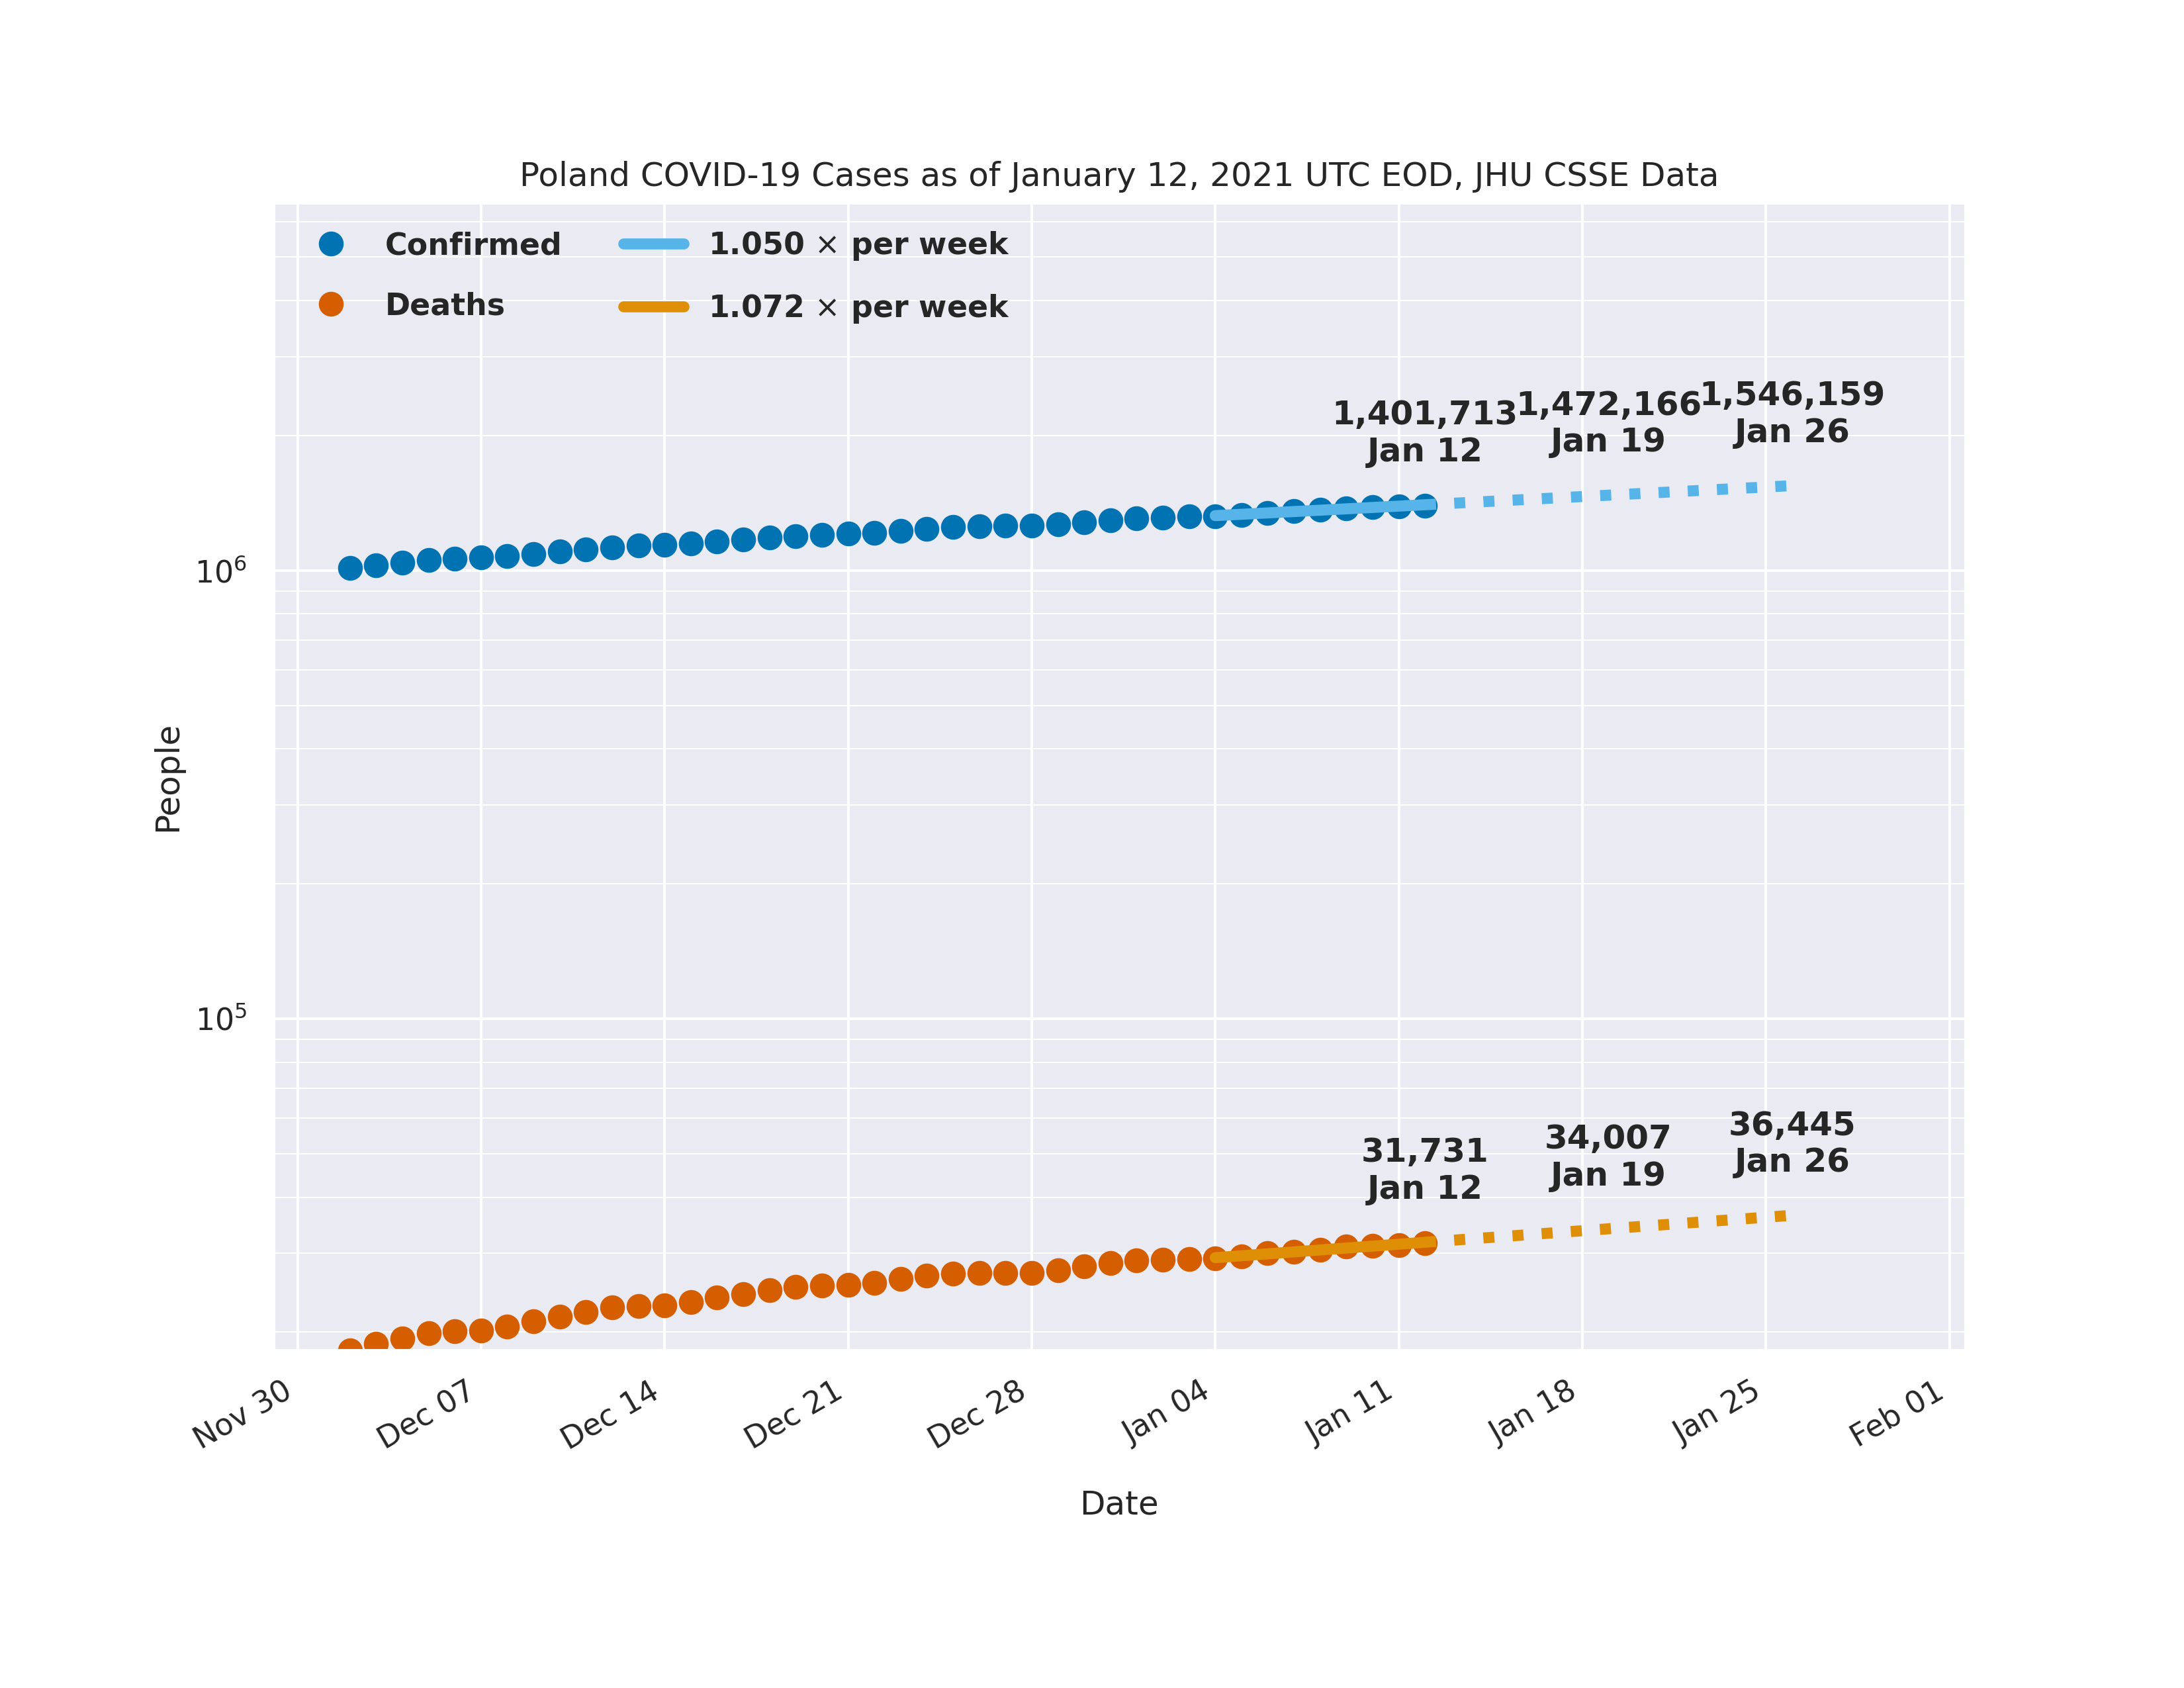 Poland COVID-19 Cases as of January 12, 2021 UTC EOD, JHU CSSE Data
Confirmed
Deaths
1.050 × per week
1.072 × per week
1,401,713
Jan 12
1,472,166
Jan 19
1,546,159
Jan 26
31,731
Jan 12
34,007
Jan 19
36,445
Jan 26
People
10⁶
10⁵
Nov 30
Dec 07
Dec 14
Dec 21
Dec 28
Jan 04
Jan 11
Jan 18
Jan 25
Feb 01
Date